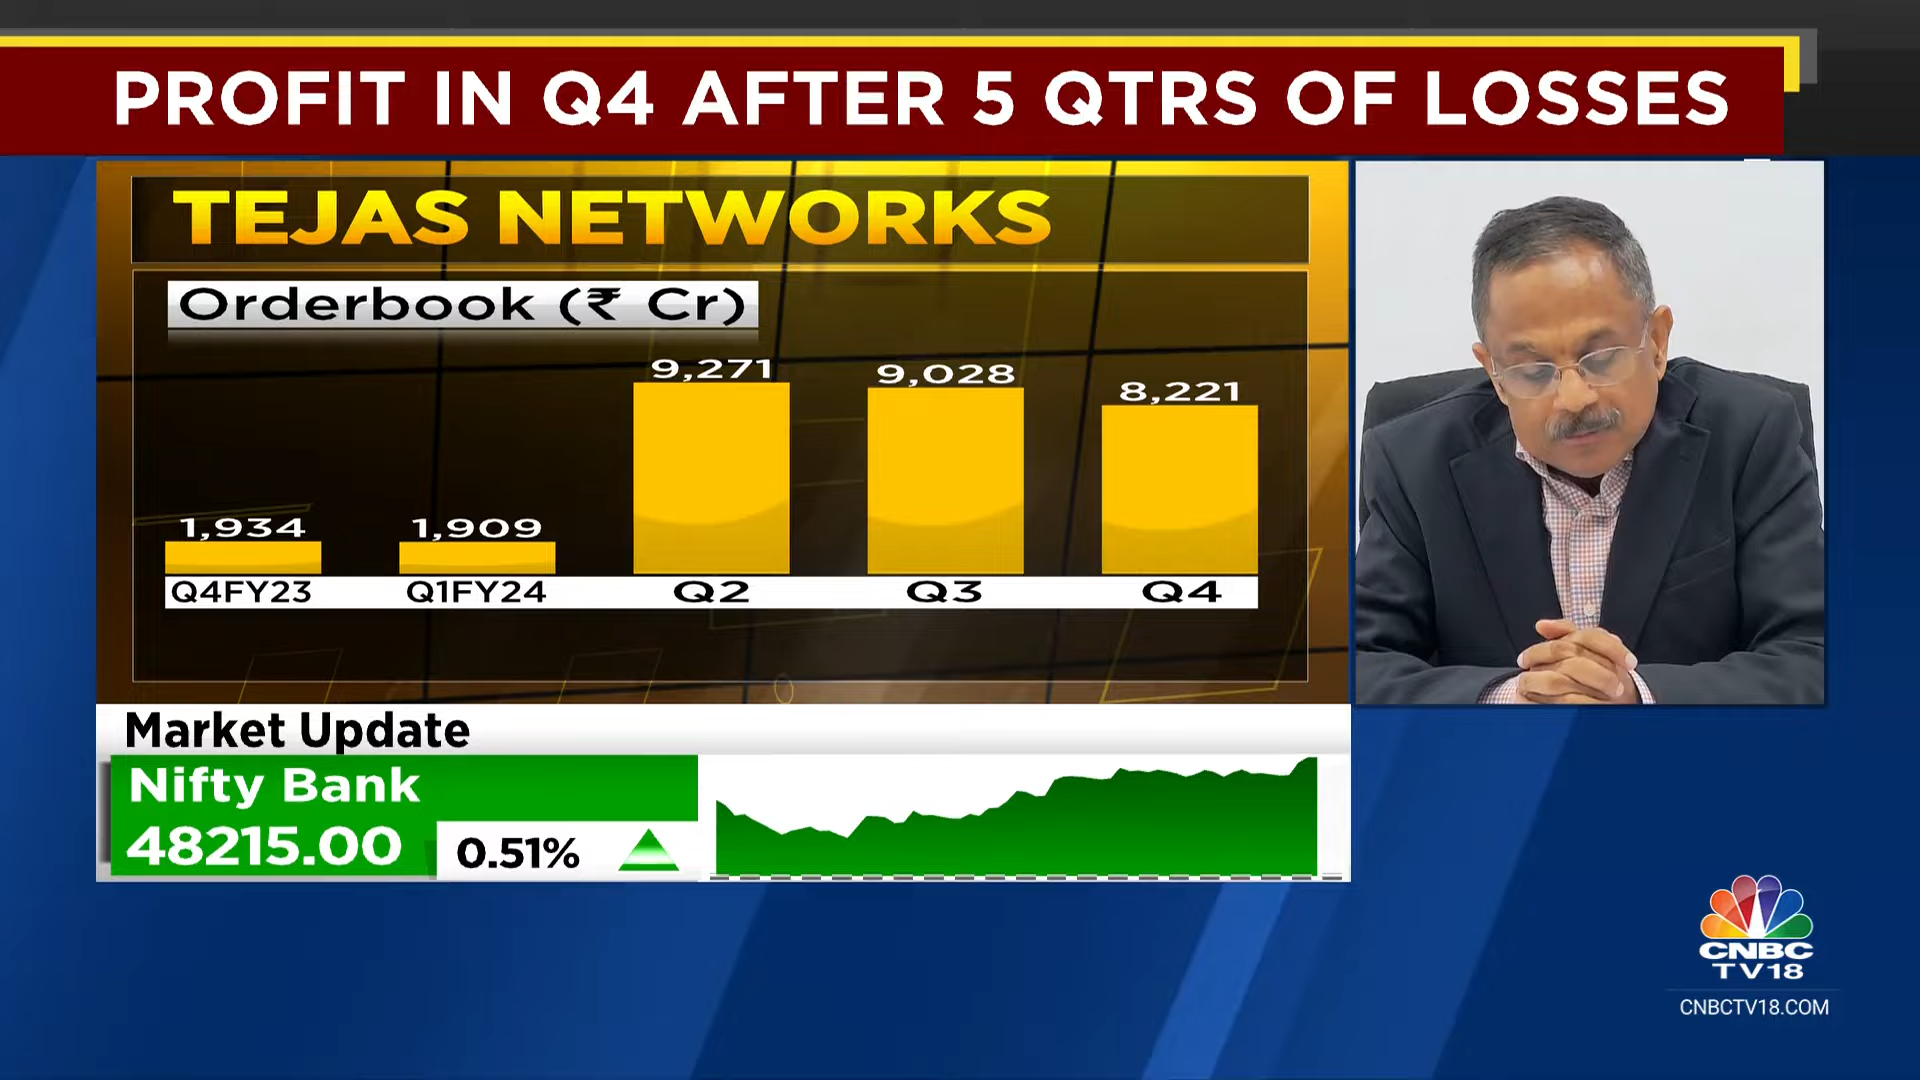 PROFIT IN Q4 AFTER 5 QTRS OF LOSSES
TEJAS NETWORKS
Orderbook (₹ Cr)
1,934
1,909
9,271
9,028
8,221
Q4FY23
Q1FY24
Q2
Q3
Q4
Market Update
Nifty Bank
48215.00
0.51%
CNBC
TV18
CNBCTV18.COM